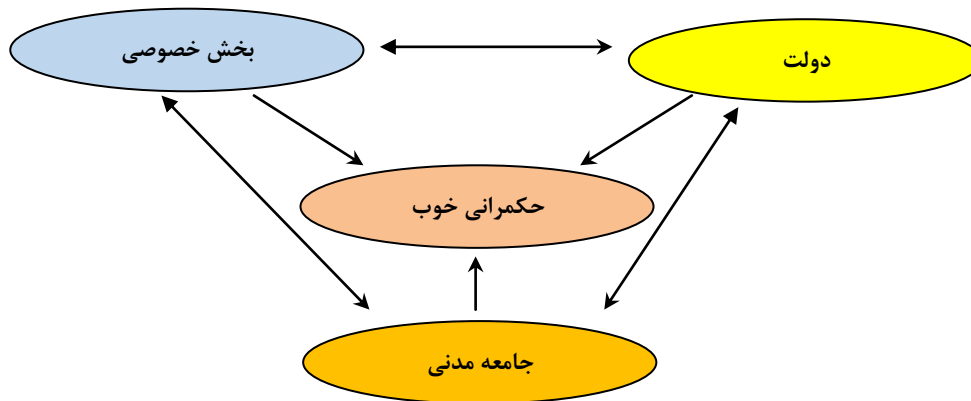 دولت
بخش خصوصی
حکمرانی خوب
جامعه مدنی